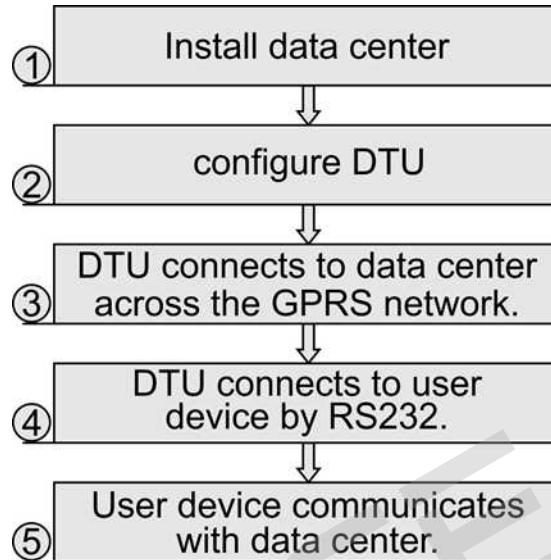 ① Install data center
② configure DTU
DTU connects to data center
③ across the GPRS network.
DTU connects to user
④ device by RS232.
User device communicates
⑤ with data center.